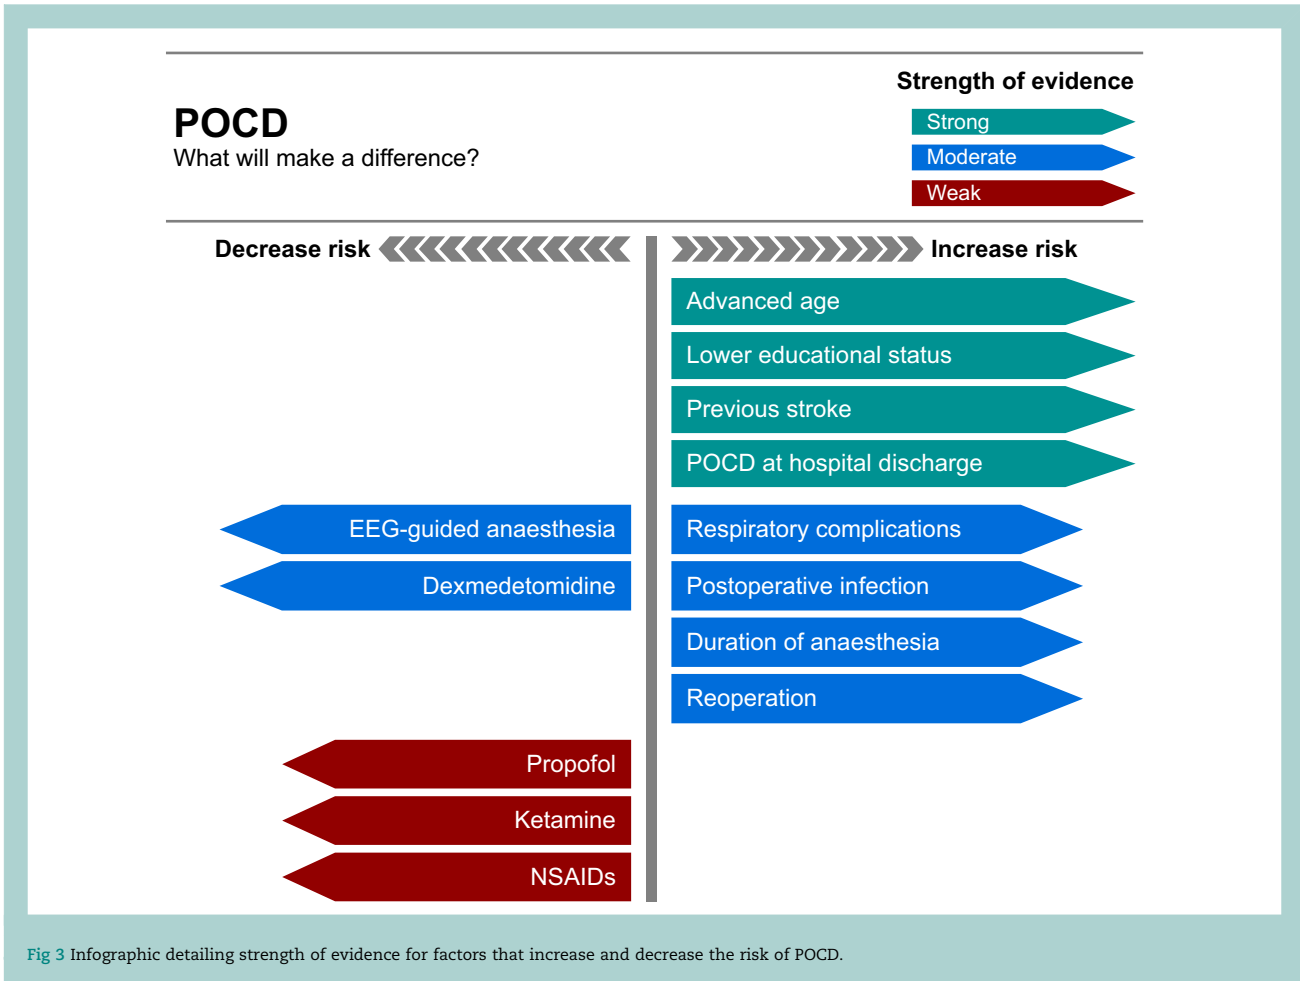 POCD
What will make a difference?
Strength of evidence
Strong
Moderate
Weak
Decrease risk
Increase risk
Advanced age
Lower educational status
Previous stroke
POCD at hospital discharge
EEG-guided anaesthesia
Respiratory complications
Dexmedetomidine
Postoperative infection
Duration of anaesthesia
Reoperation
Propofol
Ketamine
NSAIDs
Fig 3 Infographic detailing strength of evidence for factors that increase and decrease the risk of POCD.